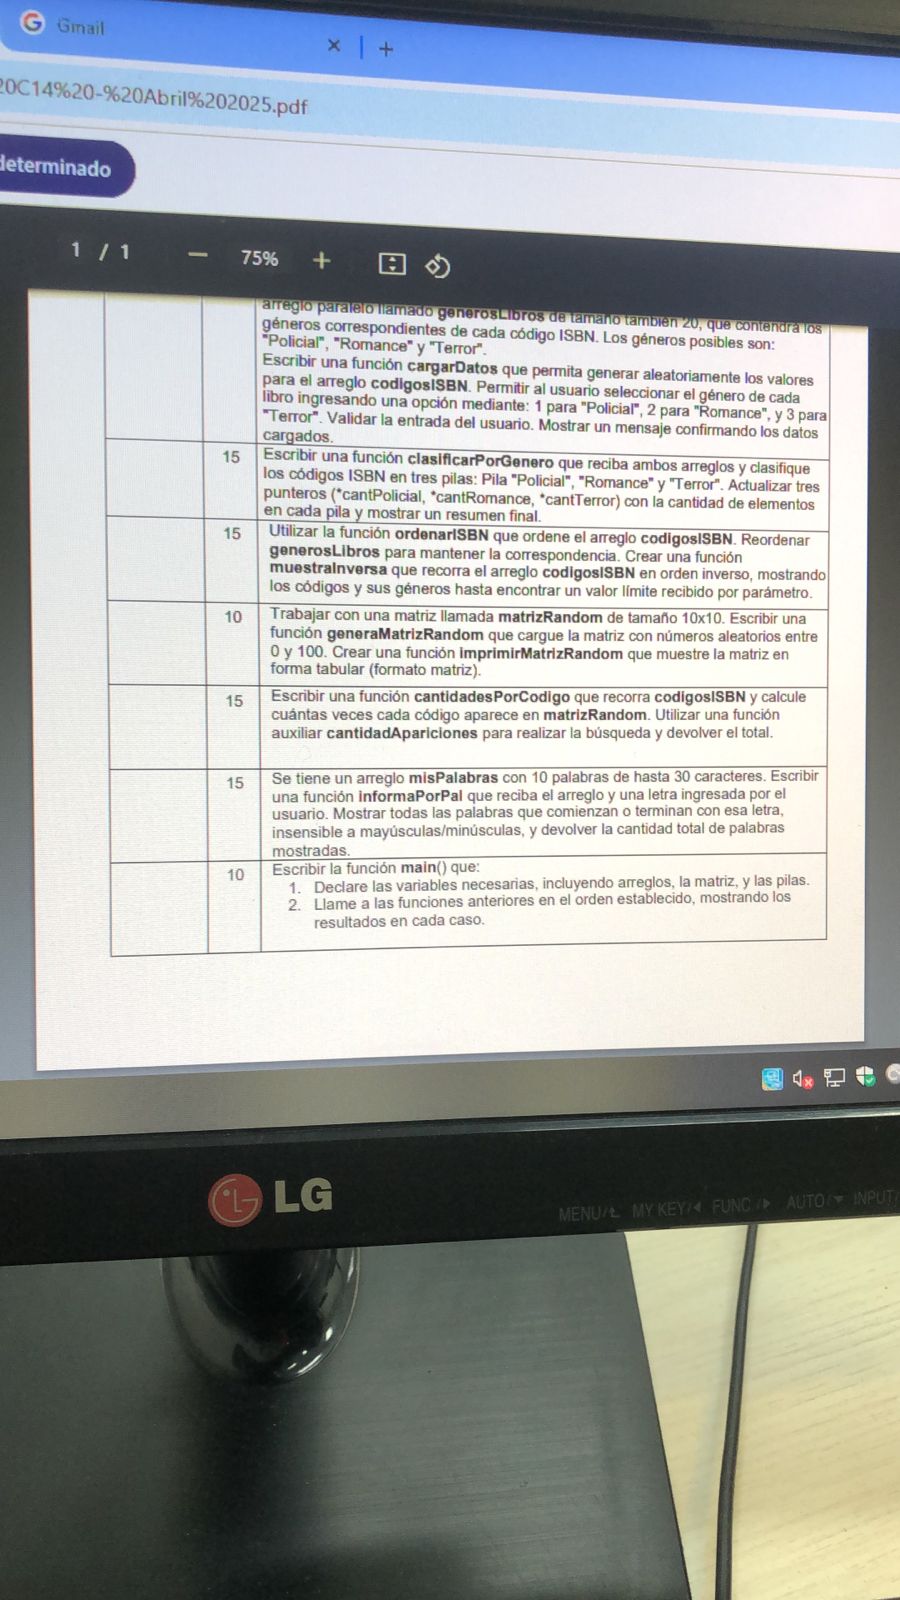 Gmail
20C14%20-%20Abril%202025.pdf
determinado
1 / 1
75%
arreglo paralelo llamado generosLibros de tamaño también 20, que contendrá los
géneros correspondientes de cada código ISBN. Los géneros posibles son:
"Policial", "Romance" y "Terror".
Escribir una función cargarDatos que permita generar aleatoriamente los valores
para el arreglo codigosISBN. Permitir al usuario seleccionar el género de cada
libro ingresando una opción mediante: 1 para "Policial", 2 para "Romance", y 3 para
"Terror". Validar la entrada del usuario. Mostrar un mensaje confirmando los datos
cargados.
15
Escribir una función clasificarPorGenero que reciba ambos arreglos y clasifique
los códigos ISBN en tres pilas: Pila "Policial", "Romance" y "Terror". Actualizar tres
punteros (*cantPolicial, *cantRomance, *cantTerror) con la cantidad de elementos
en cada pila y mostrar un resumen final.
15
Utilizar la función ordenarISBN que ordene el arreglo codigosISBN. Reordenar
generosLibros para mantener la correspondencia. Crear una función
muestraInversa que recorra el arreglo codigosISBN en orden inverso, mostrando
los códigos y sus géneros hasta encontrar un valor límite recibido por parámetro.
10
Trabajar con una matriz llamada matrizRandom de tamaño 10x10. Escribir una
función generaMatrizRandom que cargue la matriz con números aleatorios entre
0 y 100. Crear una función imprimirMatrizRandom que muestre la matriz en
forma tabular (formato matriz).
15
Escribir una función cantidadesPorCodigo que recorra codigosISBN y calcule
cuántas veces cada código aparece en matrizRandom. Utilizar una función
auxiliar cantidadApariciones para realizar la búsqueda y devolver el total.
15
Se tiene un arreglo misPalabras con 10 palabras de hasta 30 caracteres. Escribir
una función informaPorPal que reciba el arreglo y una letra ingresada por el
usuario. Mostrar todas las palabras que comienzan o terminan con esa letra,
insensible a mayúsculas/minúsculas, y devolver la cantidad total de palabras
mostradas.
10
Escribir la función main() que:
1. Declare las variables necesarias, incluyendo arreglos, la matriz, y las pilas.
2. Llame a las funciones anteriores en el orden establecido, mostrando los
resultados en cada caso.
LG
MENU/ MY KEY/ FUNC / AUTO/ INPUT/